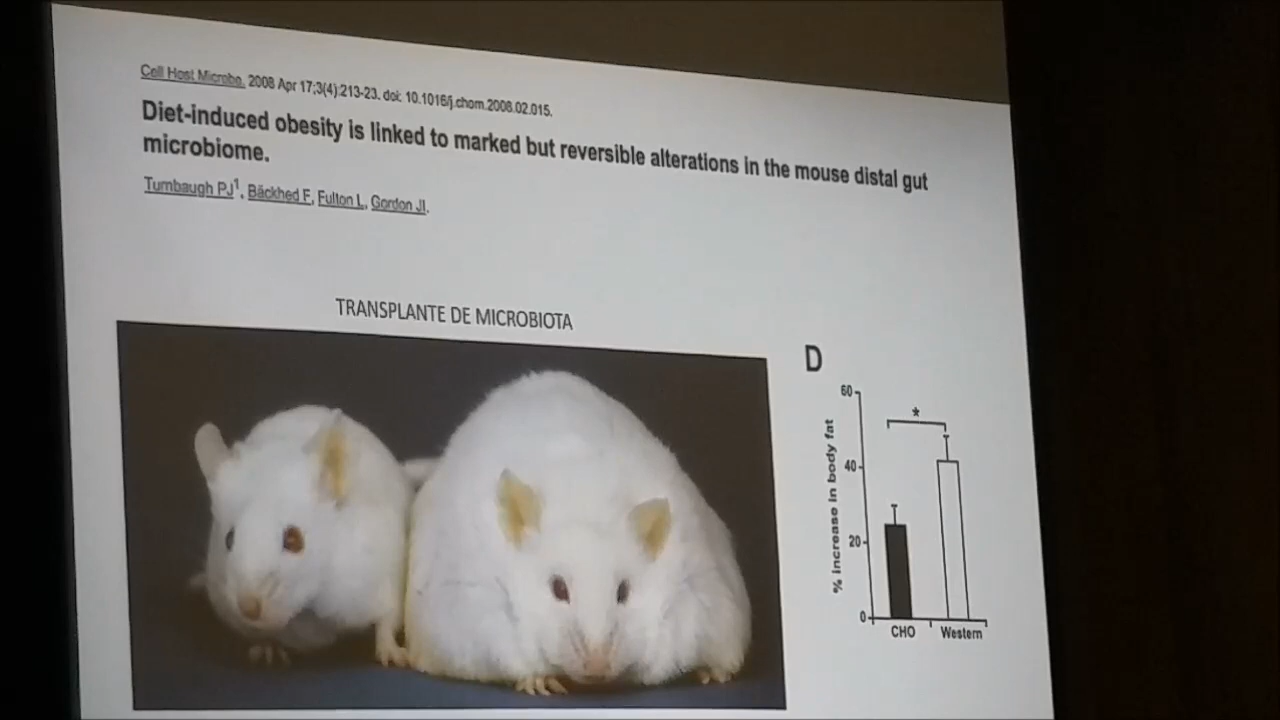 Cell Host Microbe. 2008 Apr 17;3(4):213-23. doi: 10.1016/j.chom.2008.02.015.
Diet-induced obesity is linked to marked but reversible alterations in the mouse distal gut
microbiome.
Turnbaugh PJ1, Bäckhed F, Fulton L, Gordon JI.
TRANSPLANTE DE MICROBIOTA
D
% increase in body fat
60
*
40
20
0
CHO Western